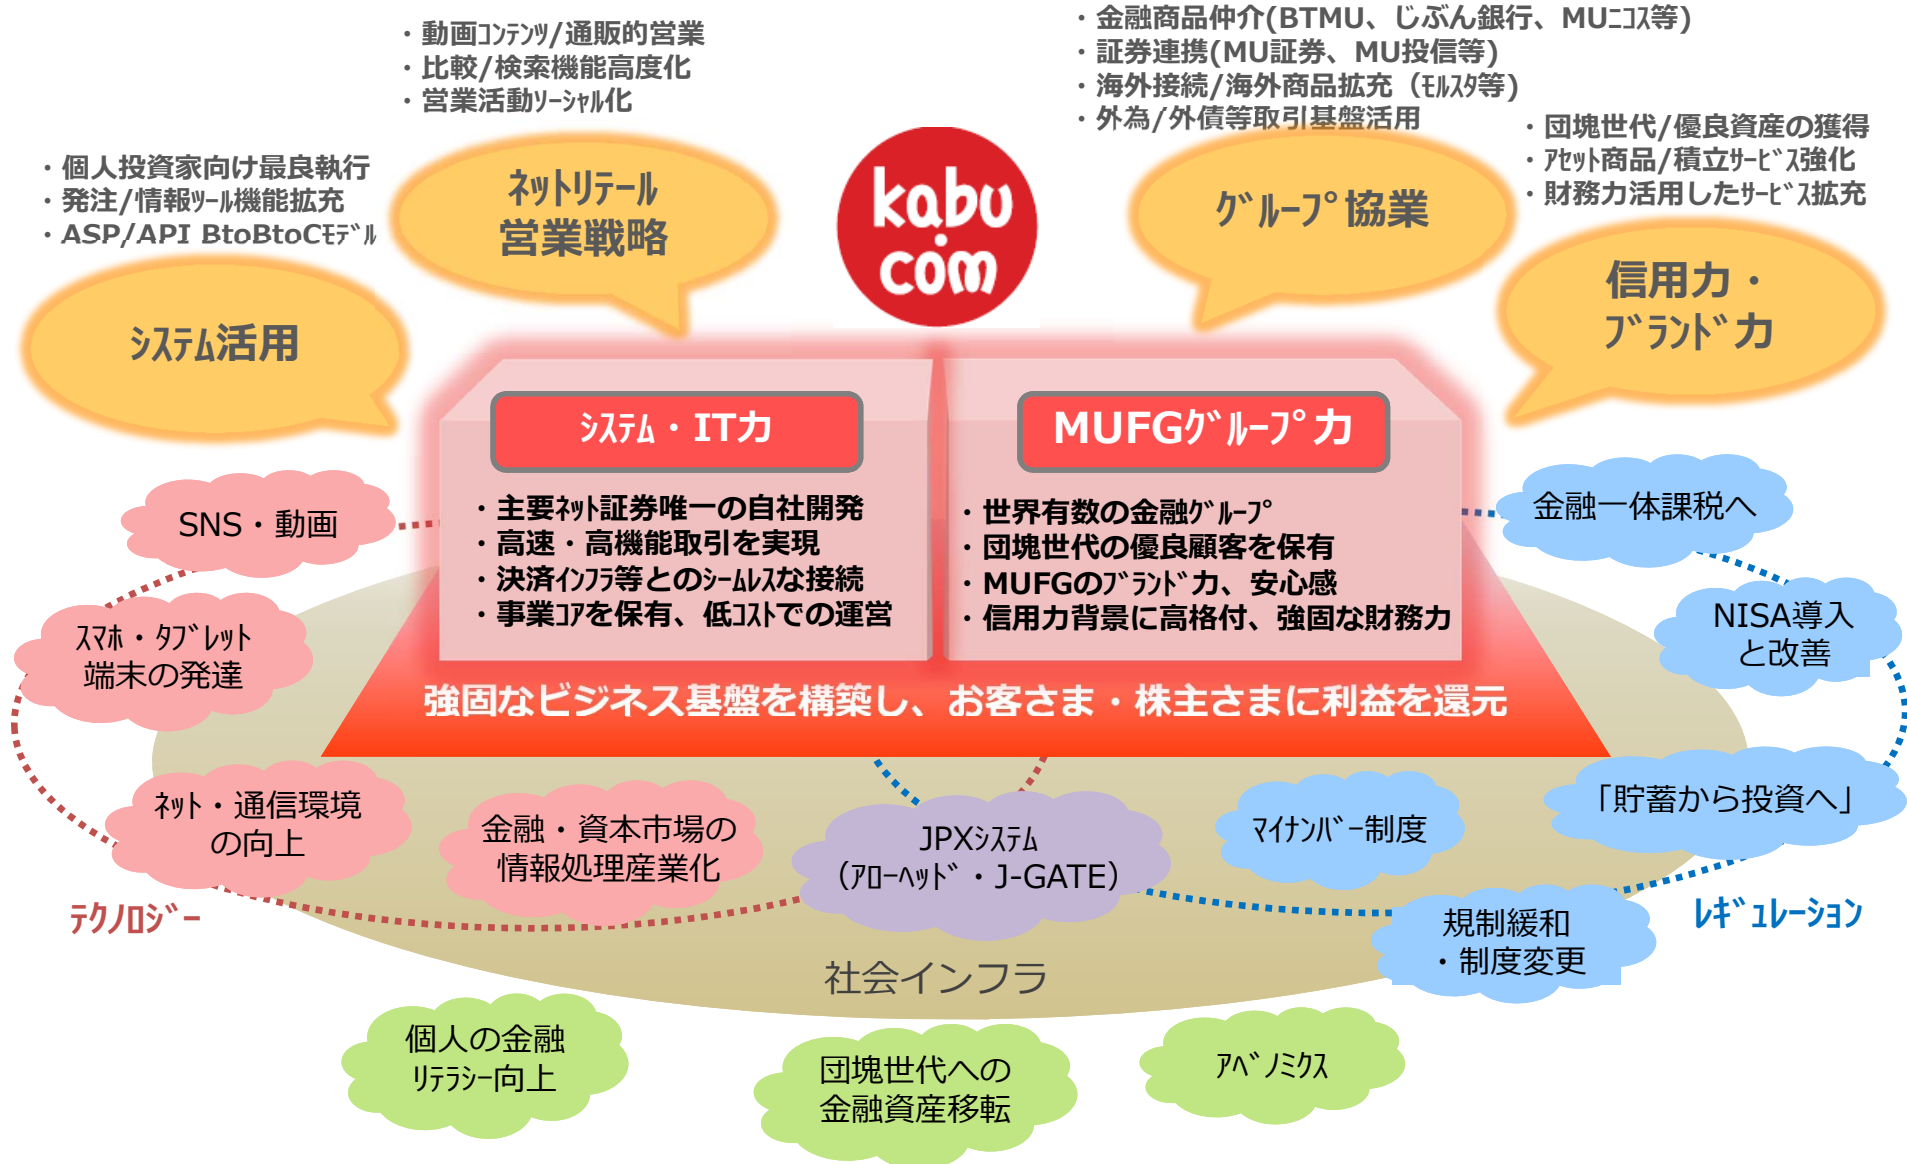 ・動画ｺﾝﾃﾝﾂ/通販的営業
・比較/検索機能高度化
・営業活動ｿｰｼｬﾙ化
・金融商品仲介(BTMU、じぶん銀行、MUﾆｺｽ等)
・証券連携(MU証券、MU投信等)
・海外接続/海外商品拡充（ﾓﾙｽﾀ等)
・外為/外債等取引基盤活用
・個人投資家向け最良執行
・発注/情報ﾂｰﾙ機能拡充
・ASP/API BtoBtoCﾓﾃﾞﾙ
・団塊世代/優良資産の獲得
・ｱｾｯﾄ商品/積立ｻｰﾋﾞｽ強化
・財務力活用したｻｰﾋﾞｽ拡充
ﾈｯﾄﾘﾃｰﾙ
営業戦略
kabu
.com
ｸﾞﾙｰﾌﾟ協業
信用力・
ﾌﾞﾗﾝﾄﾞ力
ｼｽﾃﾑ活用
ｼｽﾃﾑ・IT力
・主要ﾈｯﾄ証券唯一の自社開発
・高速・高機能取引を実現
・決済ｲﾝﾌﾗ等とのｼｰﾑﾚｽな接続
・事業ｺｱを保有、低ｺｽﾄでの運営
MUFGｸﾞﾙｰﾌﾟ力
・世界有数の金融ｸﾞﾙｰﾌﾟ
・団塊世代の優良顧客を保有
・MUFGのﾌﾞﾗﾝﾄﾞ力、安心感
・信用力背景に高格付、強固な財務力
強固なビジネス基盤を構築し、お客さま・株主さまに利益を還元
SNS・動画
ｽﾏﾎ・ﾀﾌﾞﾚｯﾄ
端末の発達
ﾈｯﾄ・通信環境
の向上
金融・資本市場の
情報処理産業化
ﾃｸﾉﾛｼﾞｰ
JPXｼｽﾃﾑ
（ｱﾛｰﾍｯﾄﾞ・J-GATE）
金融一体課税へ
NISA導入
と改善
「貯蓄から投資へ」
ﾏｲﾅﾝﾊﾞｰ制度
規制緩和
・制度変更
ﾚｷﾞｭﾚｰｼｮﾝ
社会インフラ
個人の金融
ﾘﾃﾗｼｰ向上
団塊世代への
金融資産移転
ｱﾍﾞﾉﾐｸｽ